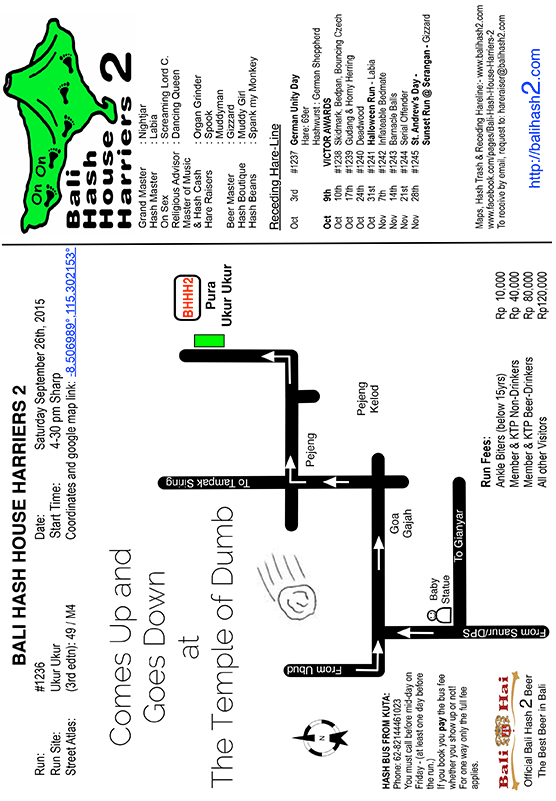 BALI HASH HOUSE HARRIERS 2
Run: #1236
Run Site: Ukur Ukur
Street Atlas: (3rd edtn): 49 / M4
Date: Saturday September 26th, 2015
Start Time: 4-30 pm Sharp
Coordinates and google map link: -8.506989°,115.302153°
Comes Up and
Goes Down
at
The Temple of Dumb
BHHH2
Pura
Ukur Ukur
To Tampak Siring
Pejeng
Pejeng
Kelod
Goa
Gajah
From Ubud
To Gianyar
Baby
Statue
From Sanur/DPS
HASH BUS FROM KUTA:
Phone: 62-82144461023
You must call before mid-day on
Friday - (at least one day before
the run.)
If you book you pay the bus fee
whether you show up or not!
For one way only the full fee
applies.
Bali Hai
Official Bali Hash 2 Beer
The Best Beer in Bali
Run Fees:
Ankle Biters (below 15yrs) Rp 10,000
Member & KTP Non-Drinkers Rp 40,000
Member & KTP Beer-Drinkers Rp 80,000
All other Visitors Rp120,000
On On
Bali
Hash
House
Harriers 2
Grand Master : Nightjar
Hash Master : Labia
On Sex : Screaming Lord C.
Religious Advisor : Dancing Queen
Master of Music
& Hash Cash : Organ Grinder
Hare Raisors : Spook
: Muddyman
Beer Master : Gizzard
Hash Boutique : Muddy Girl
Hash Beans : Spank my Monkey
Receding Hare-Line
Oct 3rd #1237 German Unity Day
Hare: 69er
Hashwurst : German Shepphord
Oct 9th VICTOR AWARDS
Oct 10th #1238 Skidmark, Bedpan, Bouncing Czech
Oct 17th #1239 Gudang & Horny Herring
Oct 24th #1240 Deadwood
Oct 31st #1241 Halloween Run - Labia
Nov 7th #1242 Inflateable Bedmate
Nov 14th #1243 Barnacle Balls
Nov 21st #1244 Serial Offender
Nov 28th #1245 St. Andrew's Day -
Sunset Run @ Serangan - Gizzard
Maps, Hash Trash & Receding Hareline:- www.balihash2.com
www.facebook.com/pages/Bali-Hash-House-Harriers-2
To receive by email, request to: hareraiser@balihash2.com
http://balihash2.com